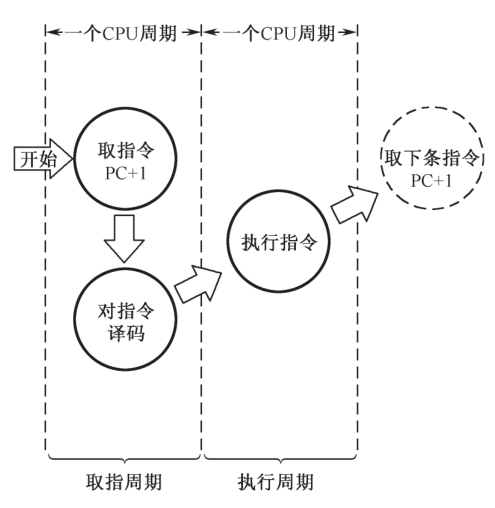 一个CPU周期
一个CPU周期
开始
取指令
PC+1
取下条指令
PC+1
执行指令
对指令
译码
取指周期
执行周期